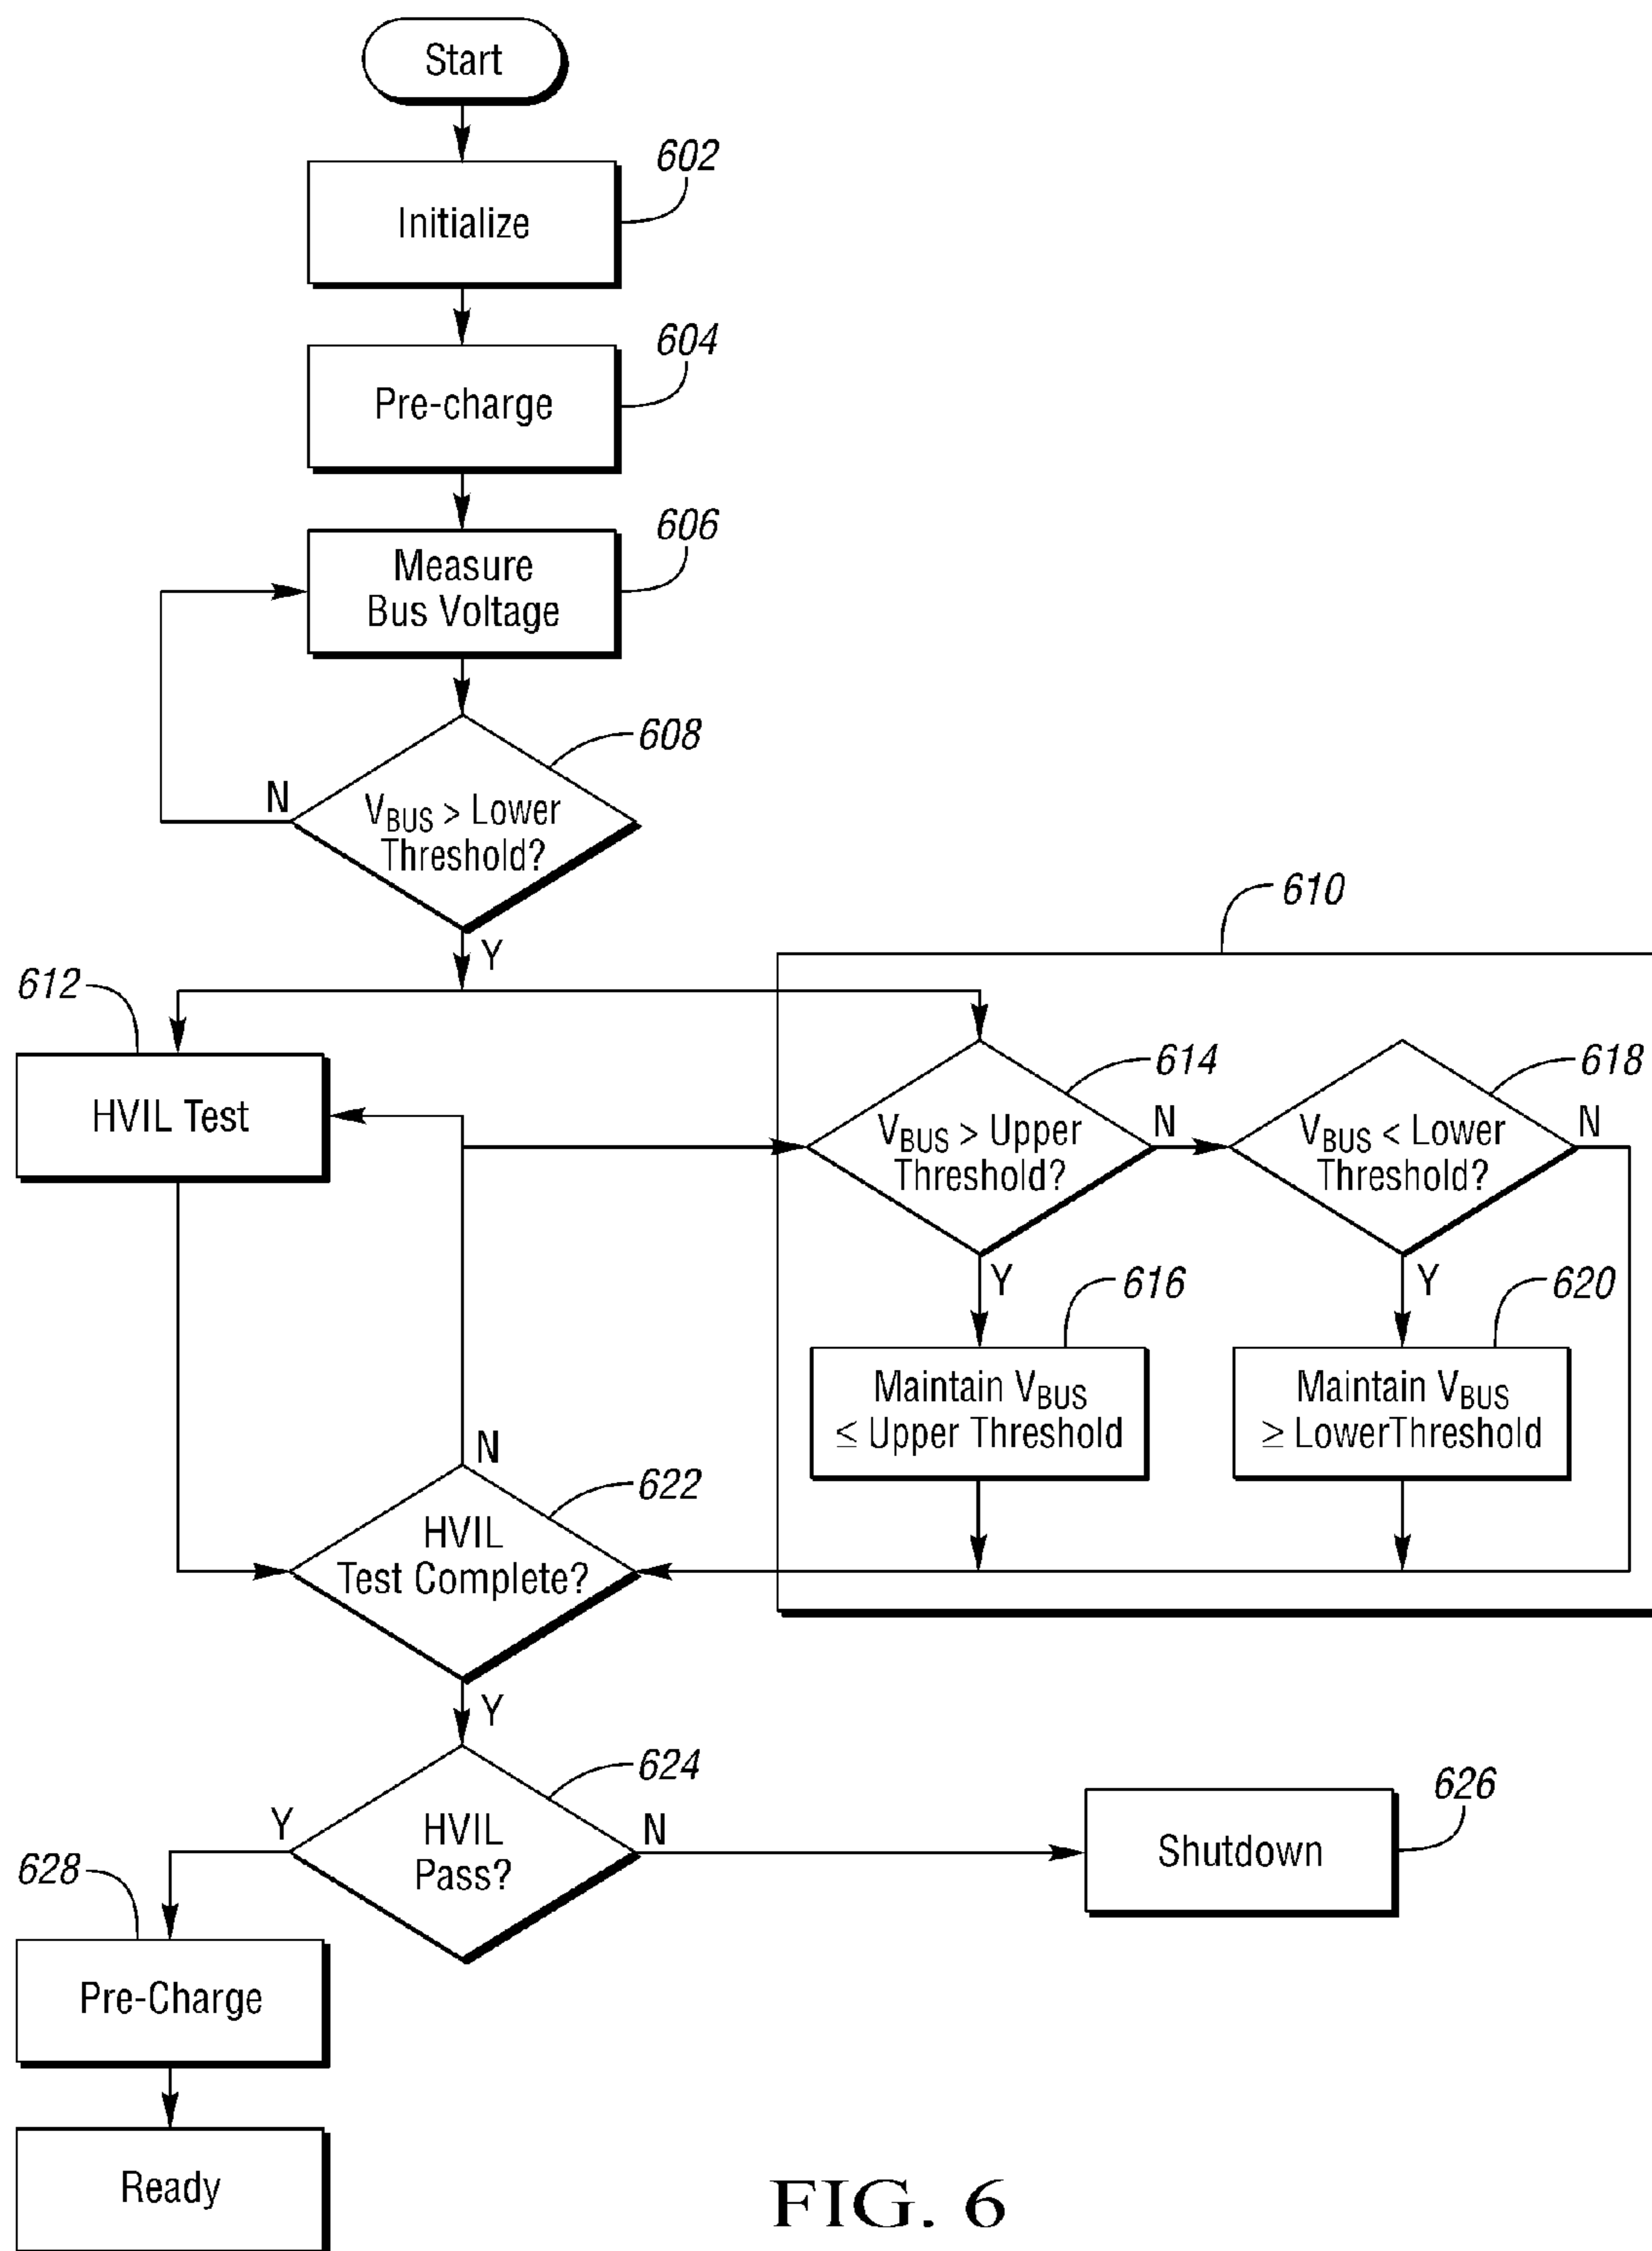 Start
602
Initialize
604
Pre-charge
606
Measure
Bus Voltage
608
N
VBUS > Lower
Threshold?
Y
610
612
HVIL Test
614
VBUS > Upper
Threshold?
N
618
VBUS < Lower
Threshold?
N
Y
616
Maintain VBUS
≤ Upper Threshold
Y
620
Maintain VBUS
≥ LowerThreshold
N
622
HVIL
Test Complete?
Y
624
Y
HVIL
Pass?
N
626
Shutdown
628
Pre-Charge
Ready
FIG. 6